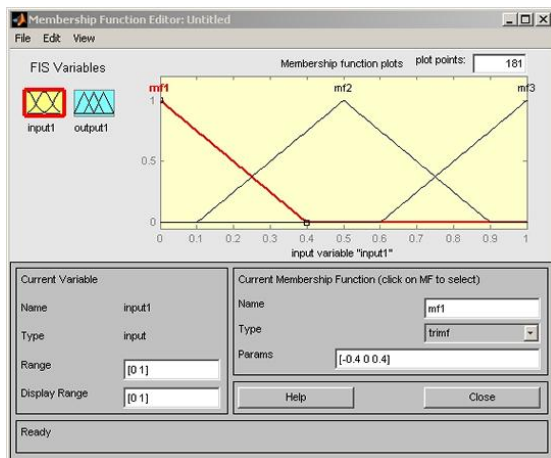 Membership Function Editor: Untitled
File Edit View
FIS Variables
Membership function plots plot points: 181
mf1 mf2 mf3
1
0.5
0
input1 output1
0 0.1 0.2 0.3 0.4 0.5 0.6 0.7 0.8 0.9 1
input variable "input1"
Current Variable
Name input1
Type input
Range [0 1]
Display Range [0 1]
Current Membership Function (click on MF to select)
Name mf1
Type trimf
Params [-0.4 0 0.4]
Help Close
Ready